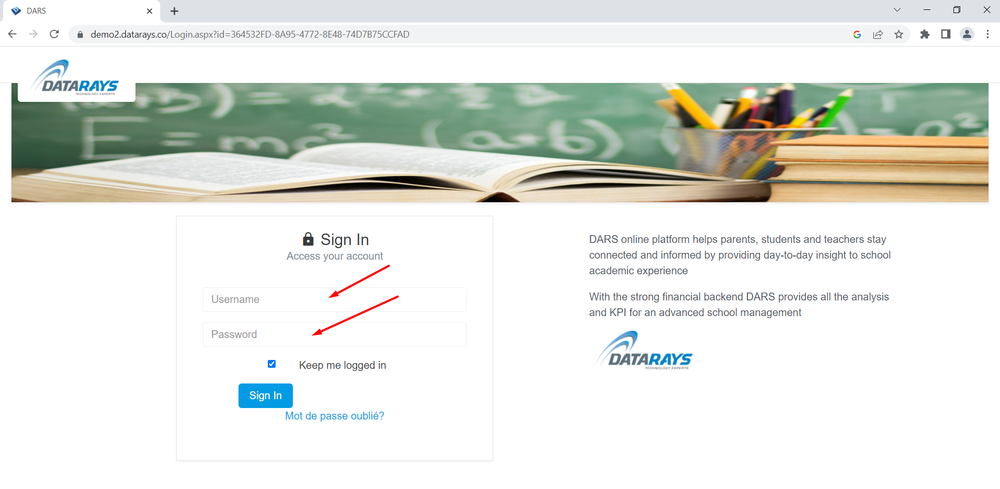 DARS
demo2.datarays.co/Login.aspx?id=364532FD-8A95-4772-8E48-74D7B75CCFAD
DATARAYS
TECHNOLOGY EXPERTS
E = mc² (a+b)
Sign In
Access your account
Username
Password
Keep me logged in
Sign In
Mot de passe oublié?
DARS online platform helps parents, students and teachers stay
connected and informed by providing day-to-day insight to school
academic experience
With the strong financial backend DARS provides all the analysis
and KPI for an advanced school management
DATARAYS
TECHNOLOGY EXPERTS